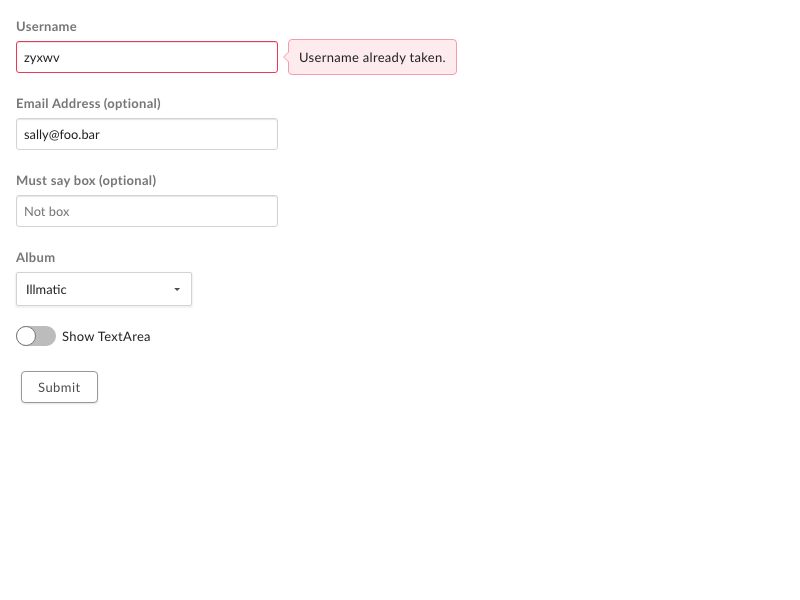 Username
zyxwv
Username already taken.
Email Address (optional)
sally@foo.bar
Must say box (optional)
Not box
Album
Illmatic
Show TextArea
Submit